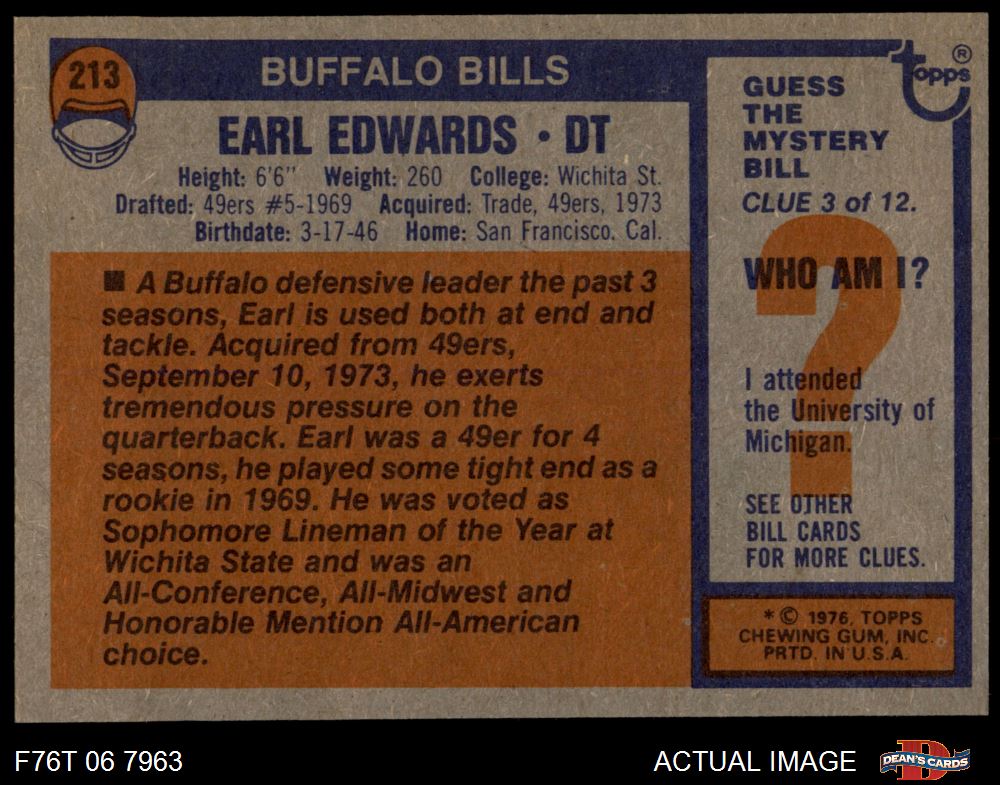 213
BUFFALO BILLS
EARL EDWARDS • DT
Height: 6'6" Weight: 260 College: Wichita St.
Drafted: 49ers #5-1969 Acquired: Trade, 49ers, 1973
Birthdate: 3-17-46 Home: San Francisco. Cal.
■ A Buffalo defensive leader the past 3
seasons, Earl is used both at end and
tackle. Acquired from 49ers,
September 10, 1973, he exerts
tremendous pressure on the
quarterback. Earl was a 49er for 4
seasons, he played some tight end as a
rookie in 1969. He was voted as
Sophomore Lineman of the Year at
Wichita State and was an
All-Conference, All-Midwest and
Honorable Mention All-American
choice.
topps ®
GUESS
THE
MYSTERY
BILL
CLUE 3 of 12.
WHO AM I?
?
I attended
the University of
Michigan.
SEE OTHER
BILL CARDS
FOR MORE CLUES.
* © 1976, TOPPS
CHEWING GUM, INC.
PRTD. IN U.S.A.
F76T 06 7963
ACTUAL IMAGE
D
DEAN'S CARDS